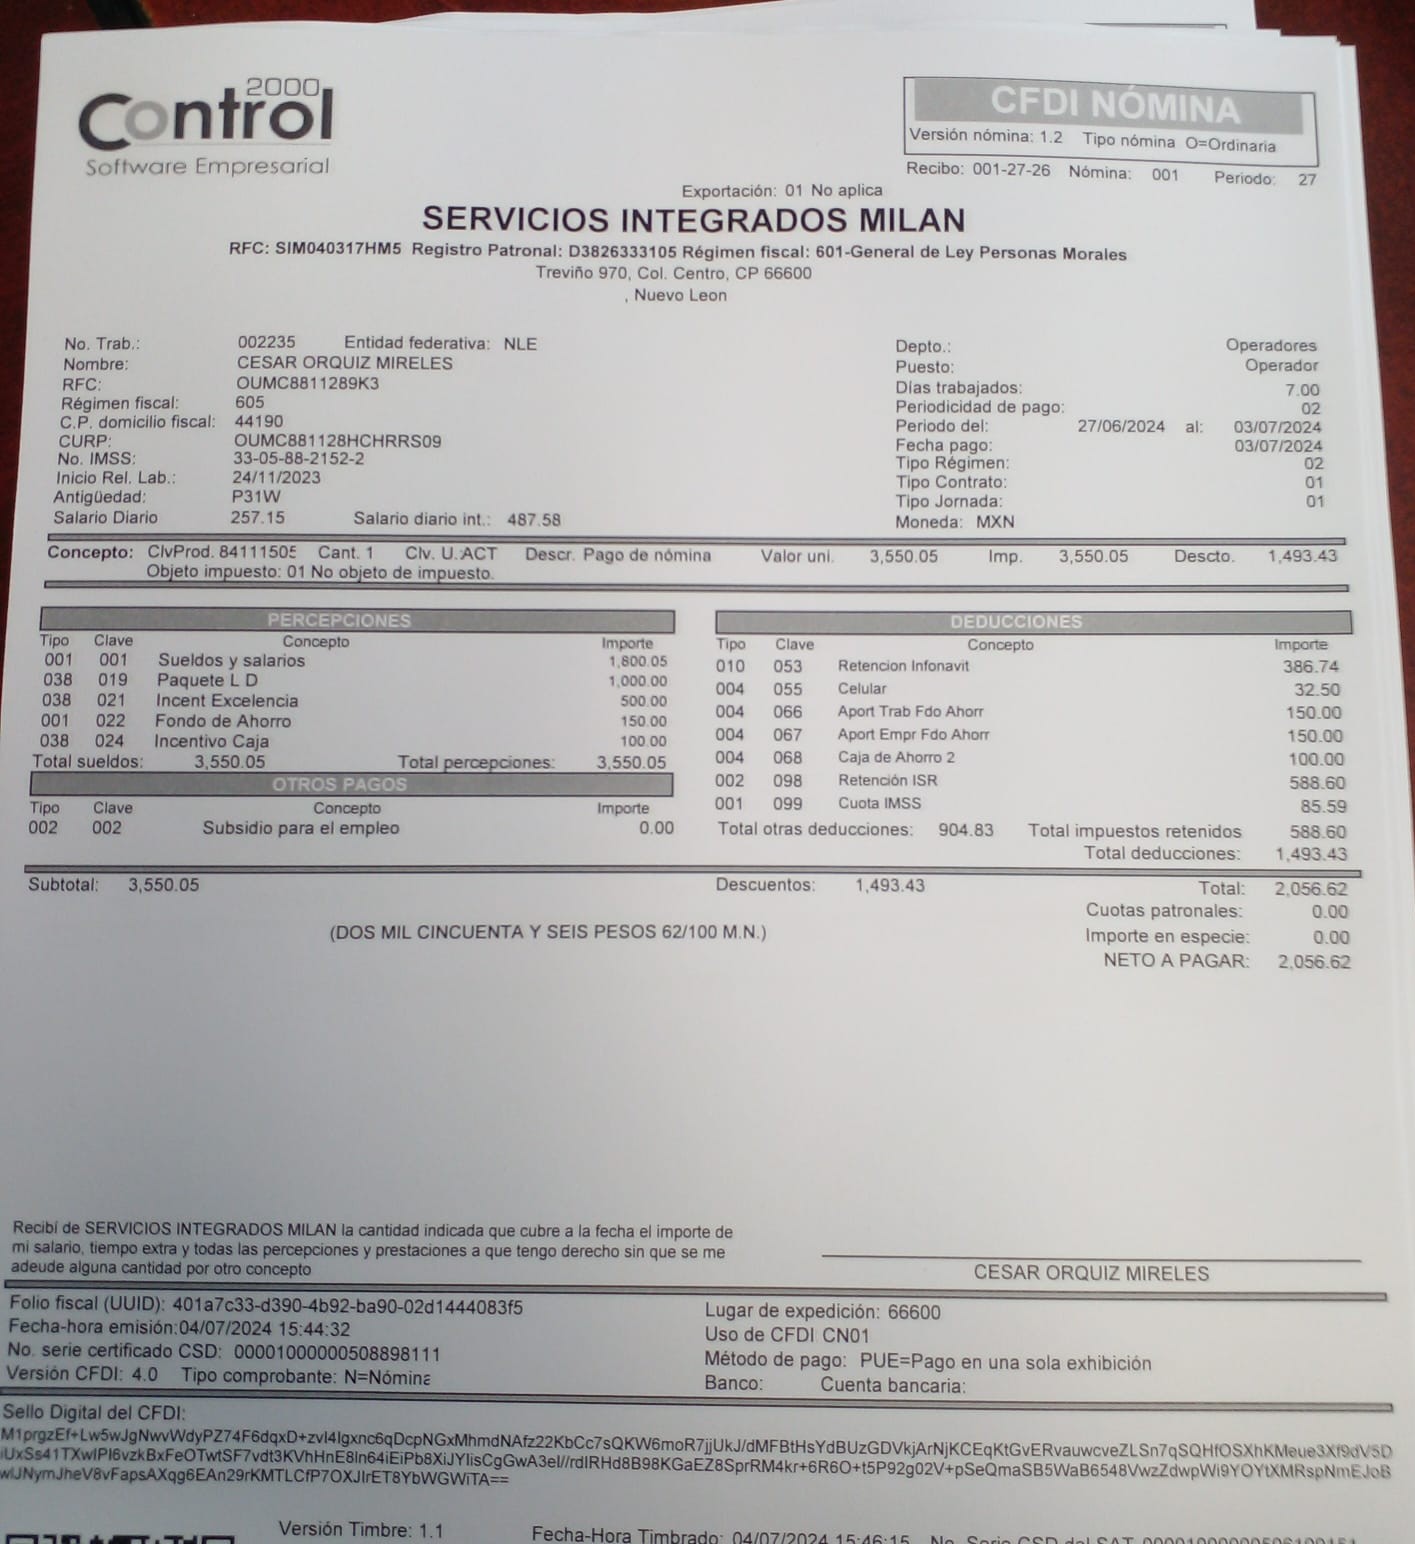 2000
Control
Software Empresarial
CFDI NÓMINA
Versión nómina: 1.2 Tipo nómina O=Ordinaria
Recibo: 001-27-26 Nómina: 001 Periodo: 27
Exportación: 01 No aplica
SERVICIOS INTEGRADOS MILAN
RFC: SIM040317HM5 Registro Patronal: D3826333105 Régimen fiscal: 601-General de Ley Personas Morales
Treviño 970, Col. Centro, CP 66600
, Nuevo Leon
No. Trab.: 002235 Entidad federativa: NLE
Nombre: CESAR ORQUIZ MIRELES
RFC: OUMC8811289K3
Régimen fiscal: 605
C.P. domicilio fiscal: 44190
CURP: OUMC881128HCHRRS09
No. IMSS: 33-05-88-2152-2
Inicio Rel. Lab.: 24/11/2023
Antigüedad: P31W
Salario Diario 257.15 Salario diario int.: 487.58
Depto.: Operadores
Puesto: Operador
Días trabajados: 7.00
Periodicidad de pago: 02
Periodo del: 27/06/2024 al: 03/07/2024
Fecha pago: 03/07/2024
Tipo Régimen: 02
Tipo Contrato: 01
Tipo Jornada: 01
Moneda: MXN
Concepto: ClvProd. 84111505 Cant. 1 Clv. U. ACT Descr. Pago de nómina Valor uni. 3,550.05 Imp. 3,550.05 Descto. 1,493.43
Objeto impuesto: 01 No objeto de impuesto.
PERCEPCIONES
Tipo Clave Concepto Importe
001 001 Sueldos y salarios 1,800.05
038 019 Paquete L D 1,000.00
038 021 Incent Excelencia 500.00
001 022 Fondo de Ahorro 150.00
038 024 Incentivo Caja 100.00
Total sueldos: 3,550.05 Total percepciones: 3,550.05
OTROS PAGOS
Tipo Clave Concepto Importe
002 002 Subsidio para el empleo 0.00
DEDUCCIONES
Tipo Clave Concepto Importe
010 053 Retencion Infonavit 386.74
004 055 Celular 32.50
004 066 Aport Trab Fdo Ahorr 150.00
004 067 Aport Empr Fdo Ahorr 150.00
004 068 Caja de Ahorro 2 100.00
002 098 Retención ISR 588.60
001 099 Cuota IMSS 85.59
Total otras deducciones: 904.83 Total impuestos retenidos 588.60
Total deducciones: 1,493.43
Subtotal: 3,550.05 Descuentos: 1,493.43 Total: 2,056.62
Cuotas patronales: 0.00
(DOS MIL CINCUENTA Y SEIS PESOS 62/100 M.N.)
Importe en especie: 0.00
NETO A PAGAR: 2,056.62
Recibí de SERVICIOS INTEGRADOS MILAN la cantidad indicada que cubre a la fecha el importe de
mi salario, tiempo extra y todas las percepciones y prestaciones a que tengo derecho sin que se me
adeude alguna cantidad por otro concepto
CESAR ORQUIZ MIRELES
Folio fiscal (UUID): 401a7c33-d390-4b92-ba90-02d1444083f5
Fecha-hora emisión:04/07/2024 15:44:32
No. serie certificado CSD: 00001000000508898111
Versión CFDI: 4.0 Tipo comprobante: N=Nómina
Lugar de expedición: 66600
Uso de CFDI CN01
Método de pago: PUE=Pago en una sola exhibición
Banco: Cuenta bancaria:
Sello Digital del CFDI:
Versión Timbre: 1.1 Fecha-Hora Timbrado: 04/07/2024 15:46:15 No. Serie CSD del SAT